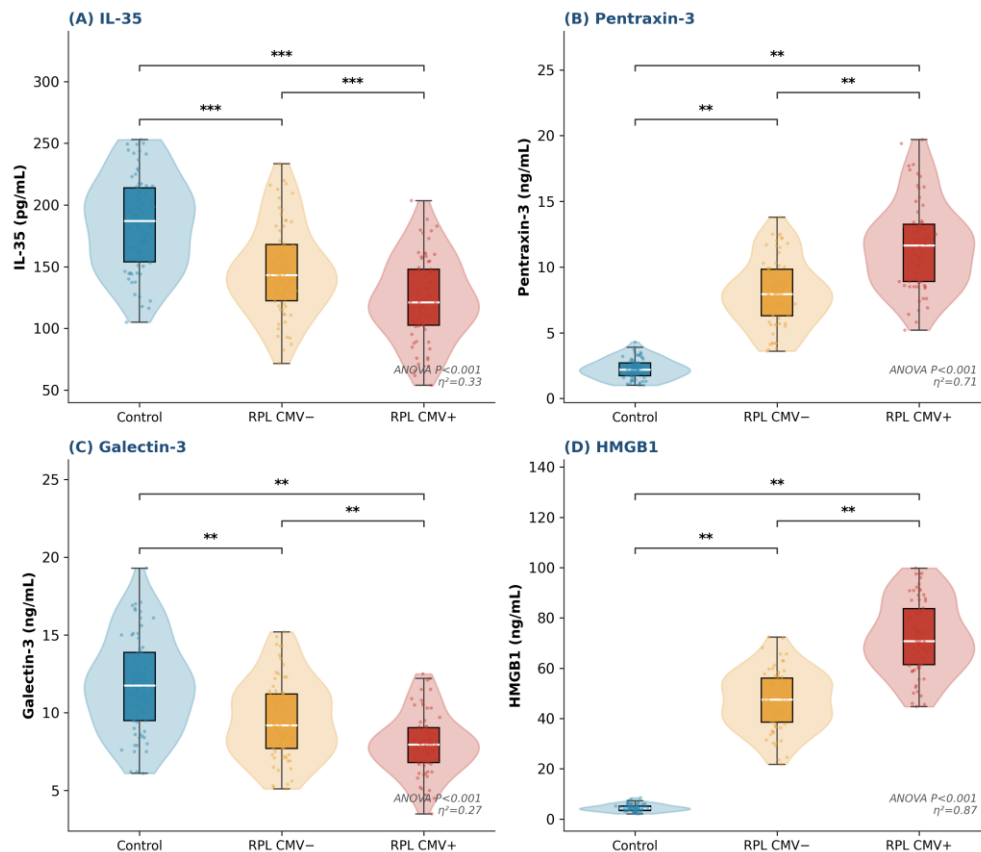 (A) IL-35
***
***
***
IL-35 (pg/mL)
300
250
200
150
100
50
ANOVA P<0.001
η²=0.33
Control
RPL CMV−
RPL CMV+
(B) Pentraxin-3
**
**
**
Pentraxin-3 (ng/mL)
25
20
15
10
5
0
ANOVA P<0.001
η²=0.71
Control
RPL CMV−
RPL CMV+
(C) Galectin-3
**
**
**
Galectin-3 (ng/mL)
25
20
15
10
5
ANOVA P<0.001
η²=0.27
Control
RPL CMV−
RPL CMV+
(D) HMGB1
**
**
**
HMGB1 (ng/mL)
140
120
100
80
60
40
20
0
ANOVA P<0.001
η²=0.87
Control
RPL CMV−
RPL CMV+